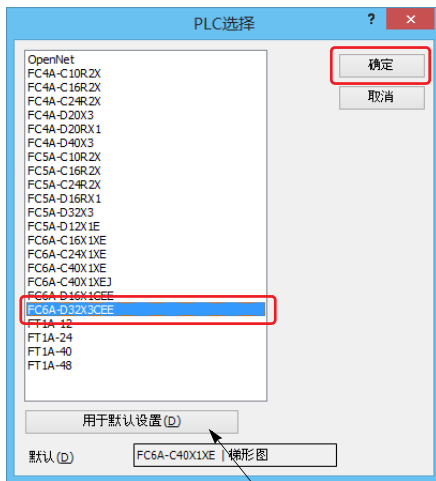 PLC选择
? ×
OpenNet
FC4A-C10R2X
FC4A-C16R2X
FC4A-C24R2X
FC4A-D20X3
FC4A-D20RX1
FC4A-D40X3
FC5A-C10R2X
FC5A-C16R2X
FC5A-C24R2X
FC5A-D16RX1
FC5A-D32X3
FC5A-D12X1E
FC6A-C16X1XE
FC6A-C24X1XE
FC6A-C40X1XE
FC6A-C40X1XEJ
FC6A-D16X1CEE
FC6A-D32X3CEE
FT1A-12
FT1A-24
FT1A-40
FT1A-48
确定
取消
用于默认设置(D)
默认(D) FC6A-C40X1XE | 梯形图